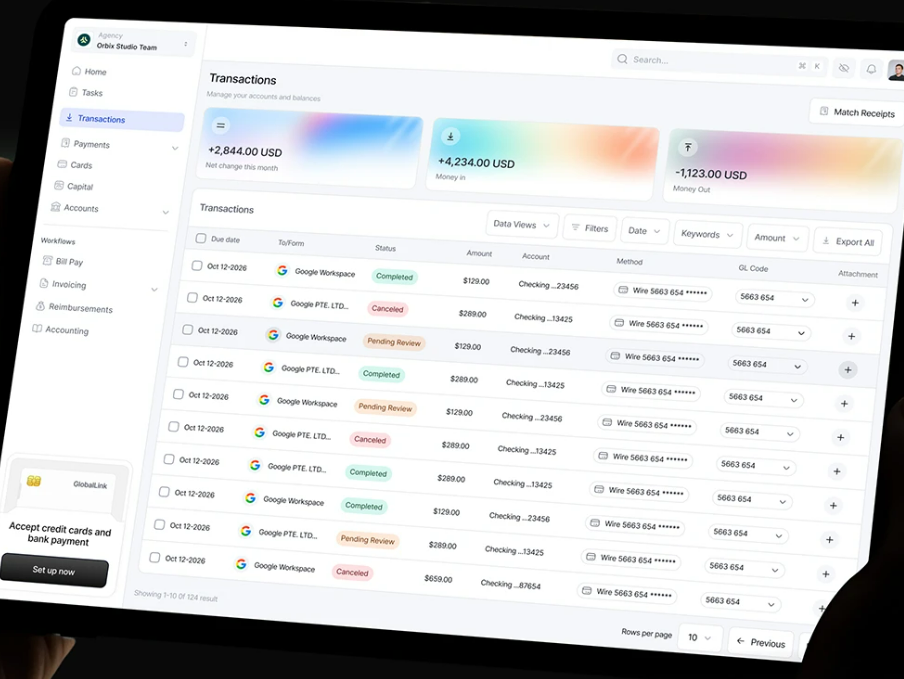 Agency
Orbix Studio Team
Search...
⌘ K
Home
Tasks
Transactions
Payments
Cards
Capital
Accounts
Workflows
Bill Pay
Invoicing
Reimbursements
Accounting
GlobalLink
Accept credit cards and
bank payment
Set up now
Transactions
Manage your accounts and balances
Match Receipts
+2,844.00 USD
Net change this month
+4,234.00 USD
Money in
-1,123.00 USD
Money Out
Transactions
Data Views
Filters
Date
Keywords
Amount
Export All
Due date To/Form Status Amount Account Method GL Code Attachment
Oct 12-2026 Google Workspace Completed $129.00 Checking ...23456 Wire 5663 654 •••••• 5663 654 +
Oct 12-2026 Google PTE. LTD... Canceled $289.00 Checking ...13425 Wire 5663 654 •••••• 5663 654 +
Oct 12-2026 Google Workspace Pending Review $129.00 Checking ...23456 Wire 5663 654 •••••• 5663 654 +
Oct 12-2026 Google PTE. LTD... Completed $289.00 Checking ...13425 Wire 5663 654 •••••• 5663 654 +
Oct 12-2026 Google Workspace Pending Review $129.00 Checking ...23456 Wire 5663 654 •••••• 5663 654 +
Oct 12-2026 Google PTE. LTD... Canceled $289.00 Checking ...13425 Wire 5663 654 •••••• 5663 654 +
Oct 12-2026 Google PTE. LTD... Completed $289.00 Checking ...13425 Wire 5663 654 •••••• 5663 654 +
Oct 12-2026 Google Workspace Completed $129.00 Checking ...23456 Wire 5663 654 •••••• 5663 654 +
Oct 12-2026 Google PTE. LTD... Pending Review $289.00 Checking ...13425 Wire 5663 654 •••••• 5663 654 +
Oct 12-2026 Google Workspace Canceled $659.00 Checking ...87654 Wire 5663 654 •••••• 5663 654 +
Showing 1-10 0f 124 result
Rows per page 10 Previous